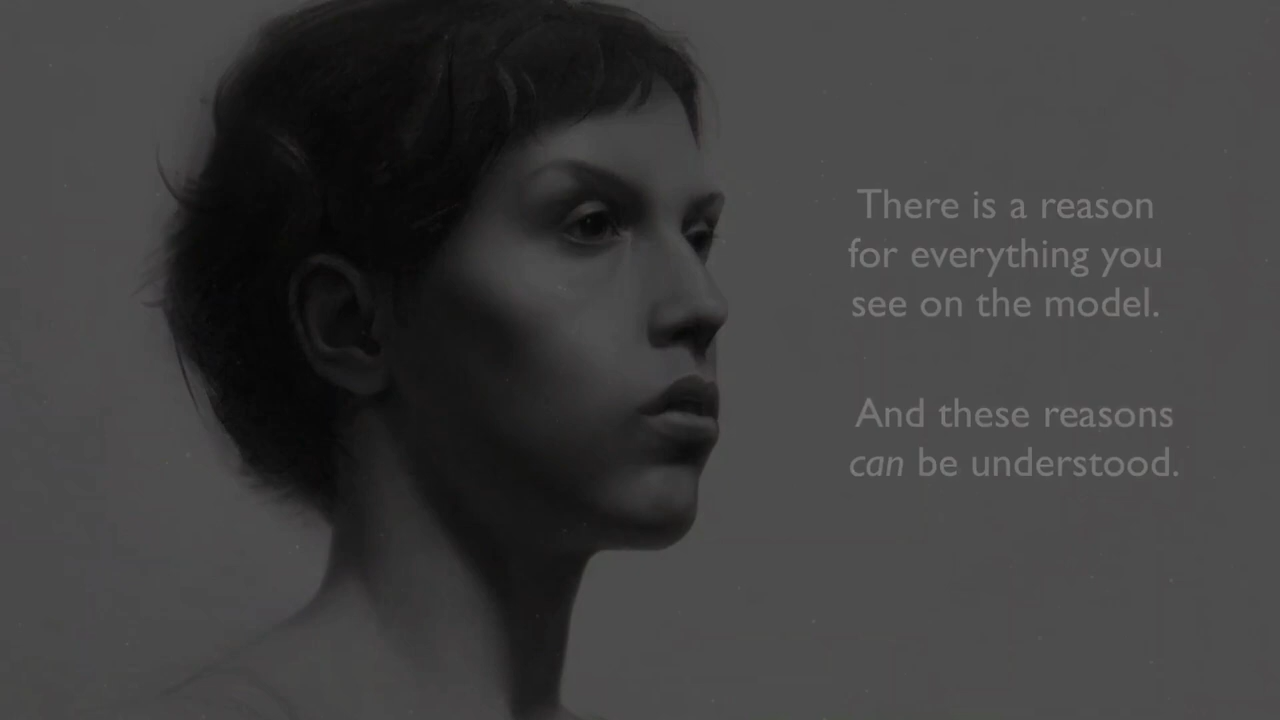 There is a reason
for everything you
see on the model.
And these reasons
can be understood.